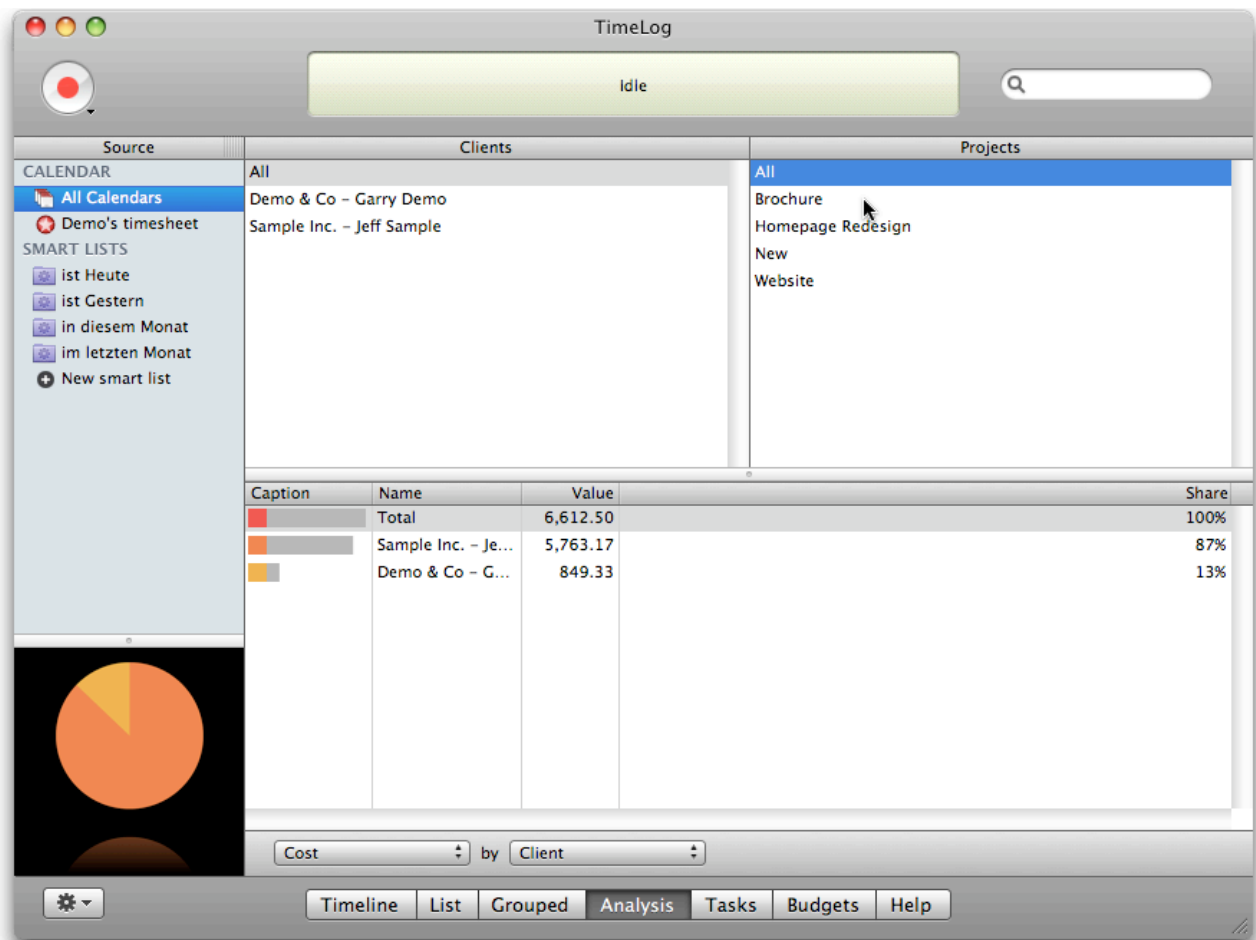 TimeLog
Idle
Source
CALENDAR
All Calendars
Demo's timesheet
SMART LISTS
ist Heute
ist Gestern
in diesem Monat
im letzten Monat
New smart list
Clients
All
Demo & Co – Garry Demo
Sample Inc. – Jeff Sample
Projects
All
Brochure
Homepage Redesign
New
Website
Caption Name Value Share
Total 6,612.50 100%
Sample Inc. – Je... 5,763.17 87%
Demo & Co – G... 849.33 13%
Cost by Client
Timeline List Grouped Analysis Tasks Budgets Help